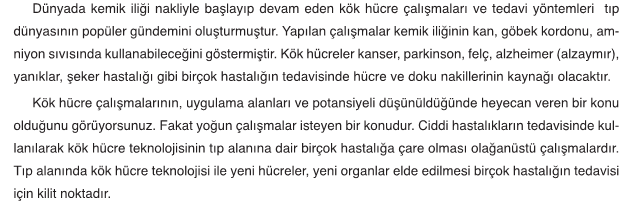 Dünyada kemik iliği nakliyle başlayıp devam eden kök hücre çalışmaları ve tedavi yöntemleri tıp
dünyasının popüler gündemini oluşturmuştur. Yapılan çalışmalar kemik iliğinin kan, göbek kordonu, am-
niyon sıvısında kullanabileceğini göstermiştir. Kök hücreler kanser, parkinson, felç, alzheimer (alzaymır),
yanıklar, şeker hastalığı gibi birçok hastalığın tedavisinde hücre ve doku nakillerinin kaynağı olacaktır.
Kök hücre çalışmalarının, uygulama alanları ve potansiyeli düşünüldüğünde heyecan veren bir konu
olduğunu görüyorsunuz. Fakat yoğun çalışmalar isteyen bir konudur. Ciddi hastalıkların tedavisinde kul-
lanılarak kök hücre teknolojisinin tıp alanına dair birçok hastalığa çare olması olağanüstü çalışmalardır.
Tıp alanında kök hücre teknolojisi ile yeni hücreler, yeni organlar elde edilmesi birçok hastalığın tedavisi
için kilit noktadır.